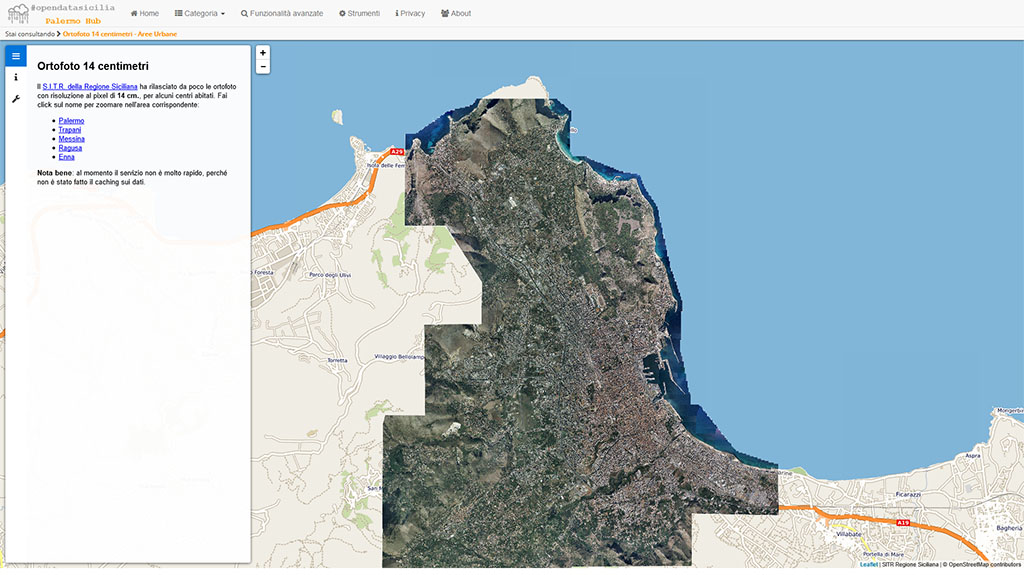 #opendatasicilia
Palermo Hub
Home
Categoria
Funzionalità avanzate
Strumenti
Privacy
About
Stai consultando > Ortofoto 14 centimetri - Aree Urbane
Ortofoto 14 centimetri
Il S.I.T.R. della Regione Siciliana ha rilasciato da poco le ortofoto
con risoluzione al pixel di 14 cm., per alcuni centri abitati. Fai
click sul nome per zoomare nell'area corrispondente:
Palermo
Trapani
Messina
Ragusa
Enna
Nota bene: al momento il servizio non é molto rapido, perché
non è stato fatto il caching sui dati.
+
−
A29
Isola delle Fem
Foresta
Parco degli Ulivi
Torretta
Villaggio Bellolamp
San M
Mongerbin
Aspra
Ficarazzi
A19
Bagheria
Villabate
Portella di Mare
Leaflet | SITR Regione Siciliana | © OpenStreetMap contributors